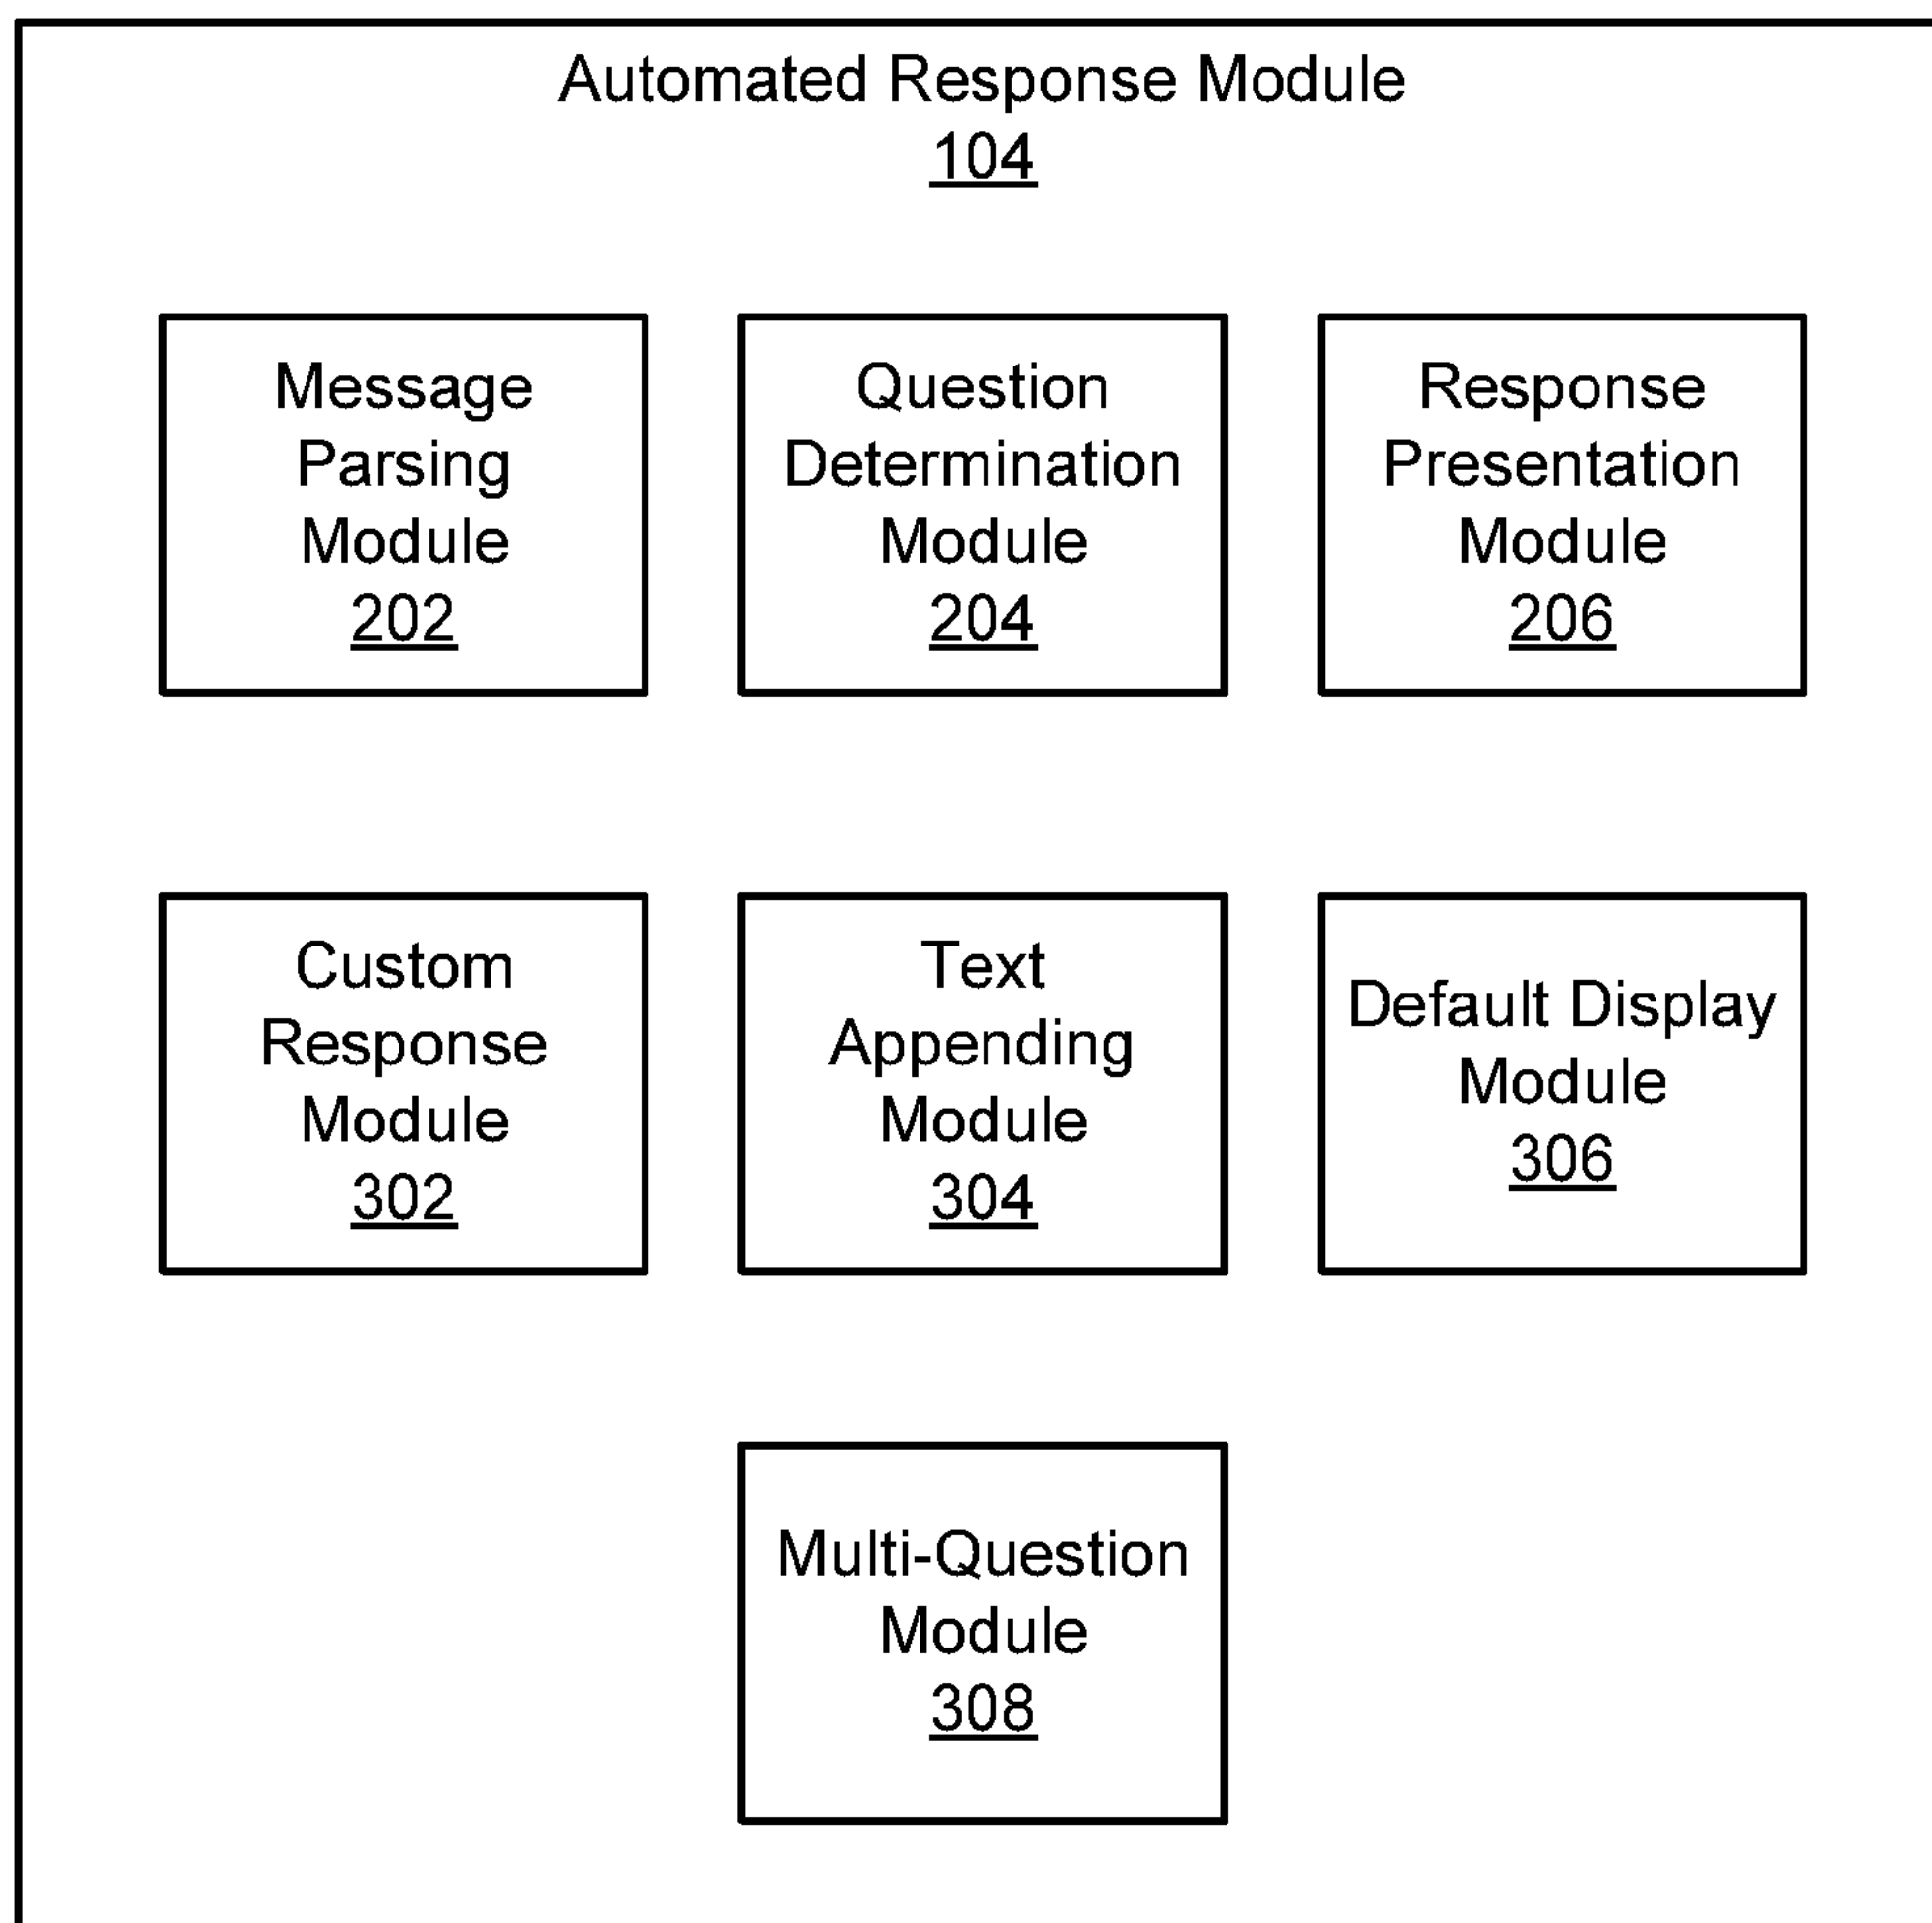 Automated Response Module
104
Message
Parsing
Module
202
Question
Determination
Module
204
Response
Presentation
Module
206
Custom
Response
Module
302
Text
Appending
Module
304
Default Display
Module
306
Multi-Question
Module
308